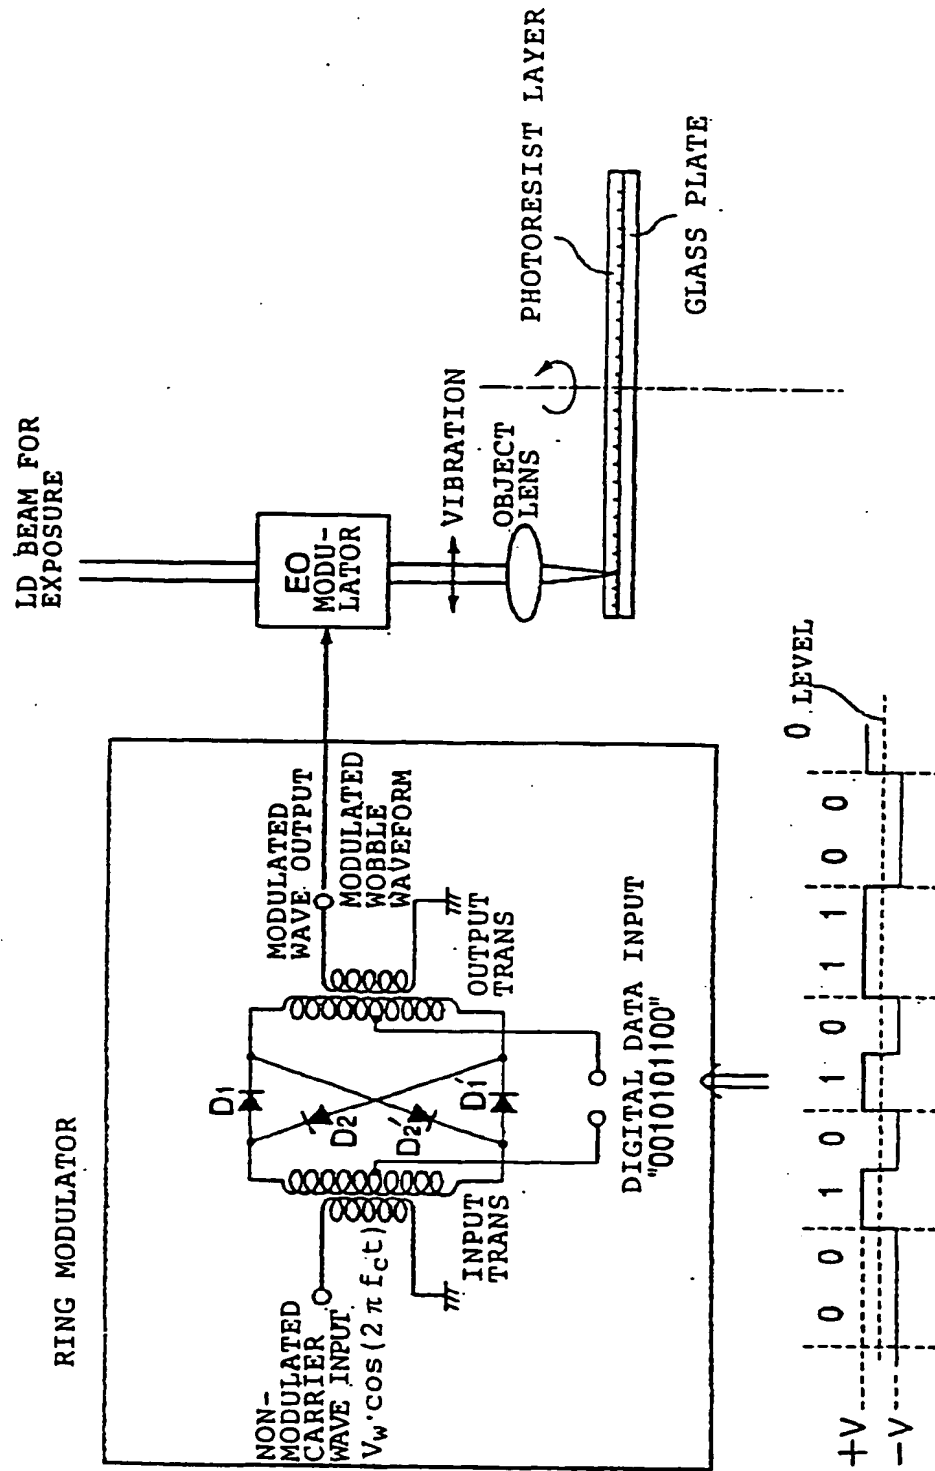 RING MODULATOR
NON-
MODULATED
CARRIER
WAVE INPUT
Vw·cos(2πfct)
INPUT
TRANS
D1
D2
D2'
D1'
OUTPUT
TRANS
MODULATED
WAVE OUTPUT
MODULATED
WOBBLE
WAVEFORM
DIGITAL DATA INPUT
"0010101100"
LD BEAM FOR
EXPOSURE
EO
MODU-
LATOR
VIBRATION
OBJECT
LENS
PHOTORESIST LAYER
GLASS PLATE
0 0 1 0 1 0 1 1 0 0
0 LEVEL
+V
-V